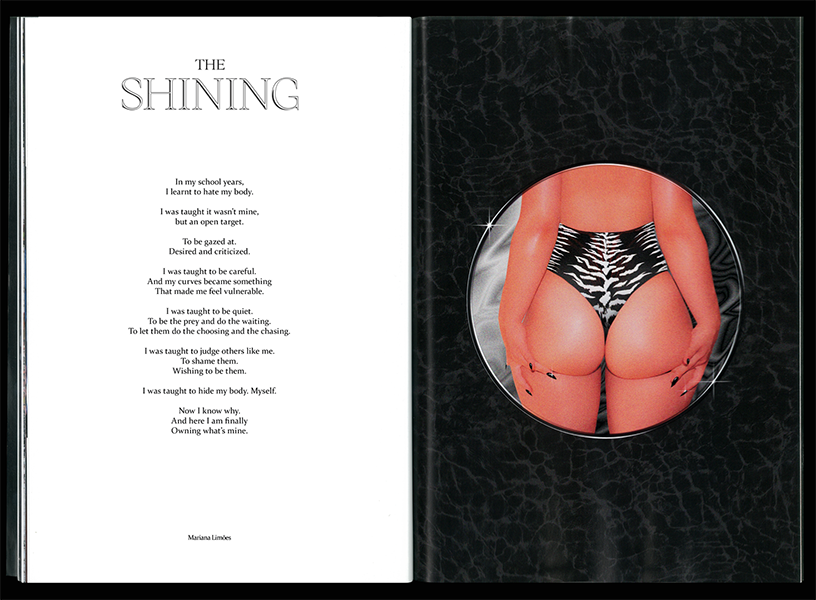 THE
SHINING
In my school years,
I learnt to hate my body.
I was taught it wasn't mine,
but an open target.
To be gazed at.
Desired and criticized.
I was taught to be careful.
And my curves became something
That made me feel vulnerable.
I was taught to be quiet.
To be the prey and do the waiting.
To let them do the choosing and the chasing.
I was taught to judge others like me.
To shame them.
Wishing to be them.
I was taught to hide my body. Myself.
Now I know why.
And here I am finally
Owning what's mine.
Mariana Limões